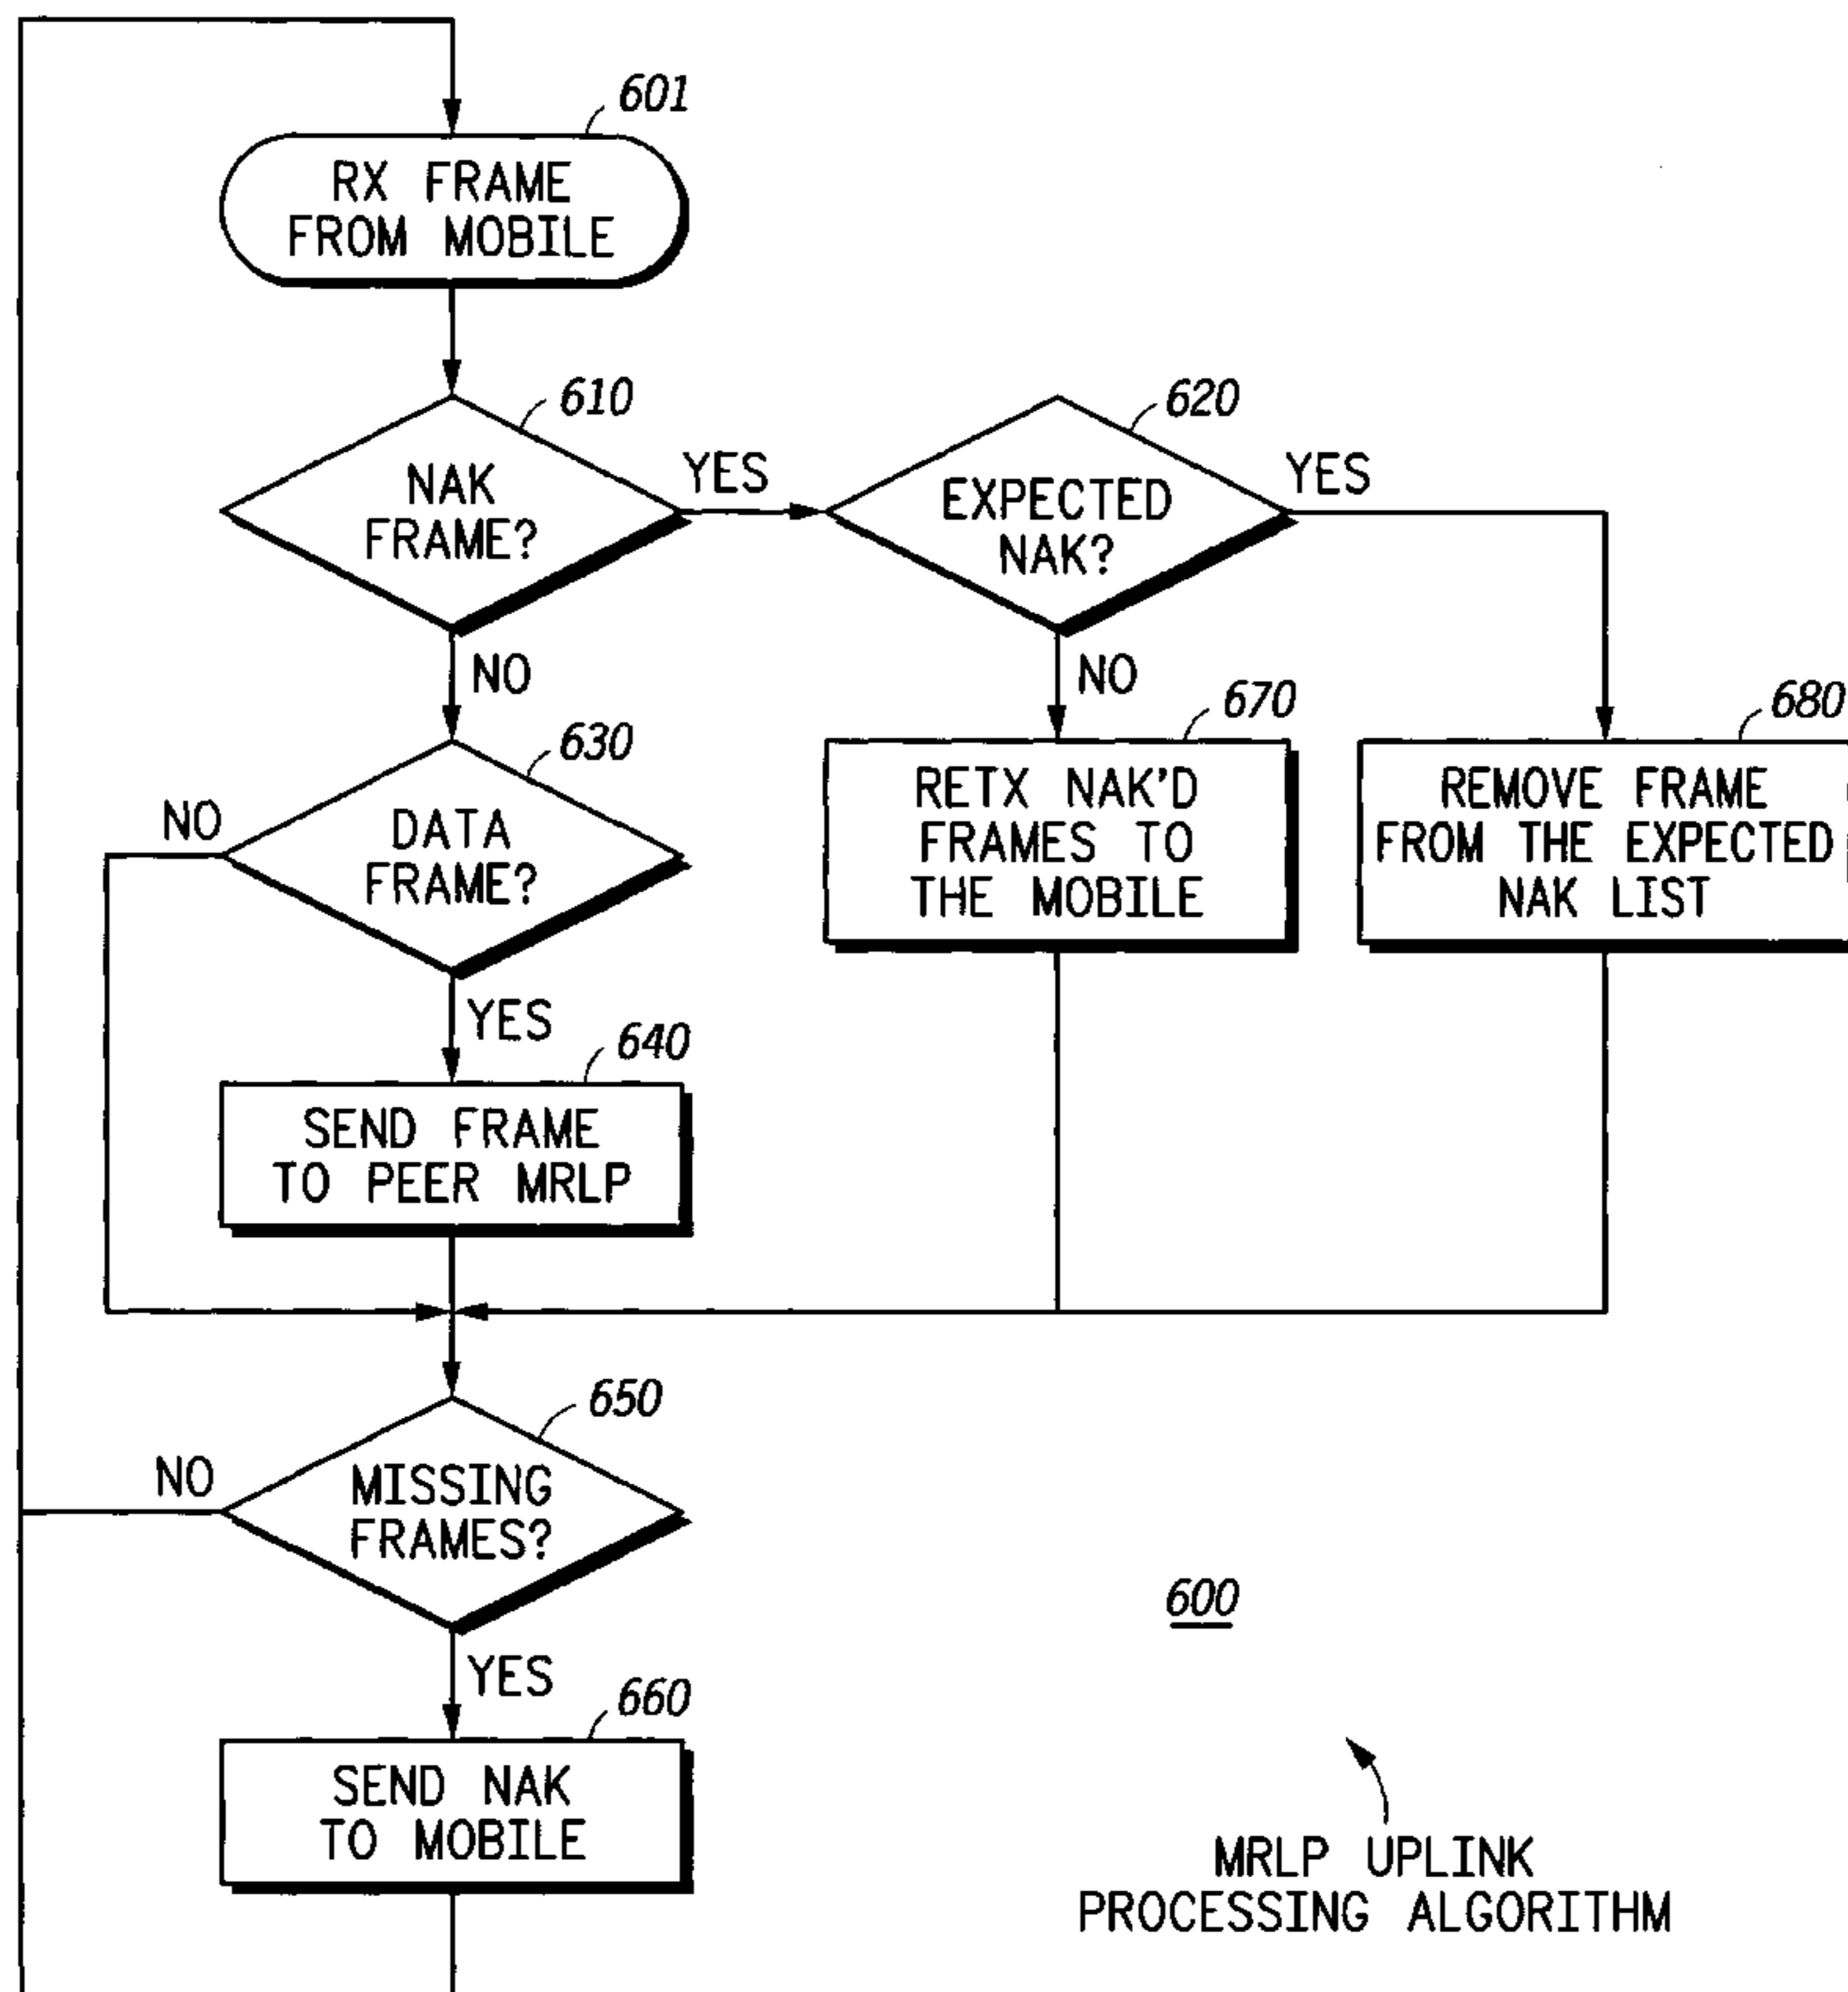 601
RX FRAME
FROM MOBILE
610
NAK
FRAME?
YES
620
EXPECTED
NAK?
YES
NO
NO
630
DATA
FRAME?
NO
670
RETX NAK'D
FRAMES TO
THE MOBILE
680
REMOVE FRAME
FROM THE EXPECTED
NAK LIST
YES
640
SEND FRAME
TO PEER MRLP
650
MISSING
FRAMES?
NO
YES
660
SEND NAK
TO MOBILE
600
MRLP UPLINK
PROCESSING ALGORITHM